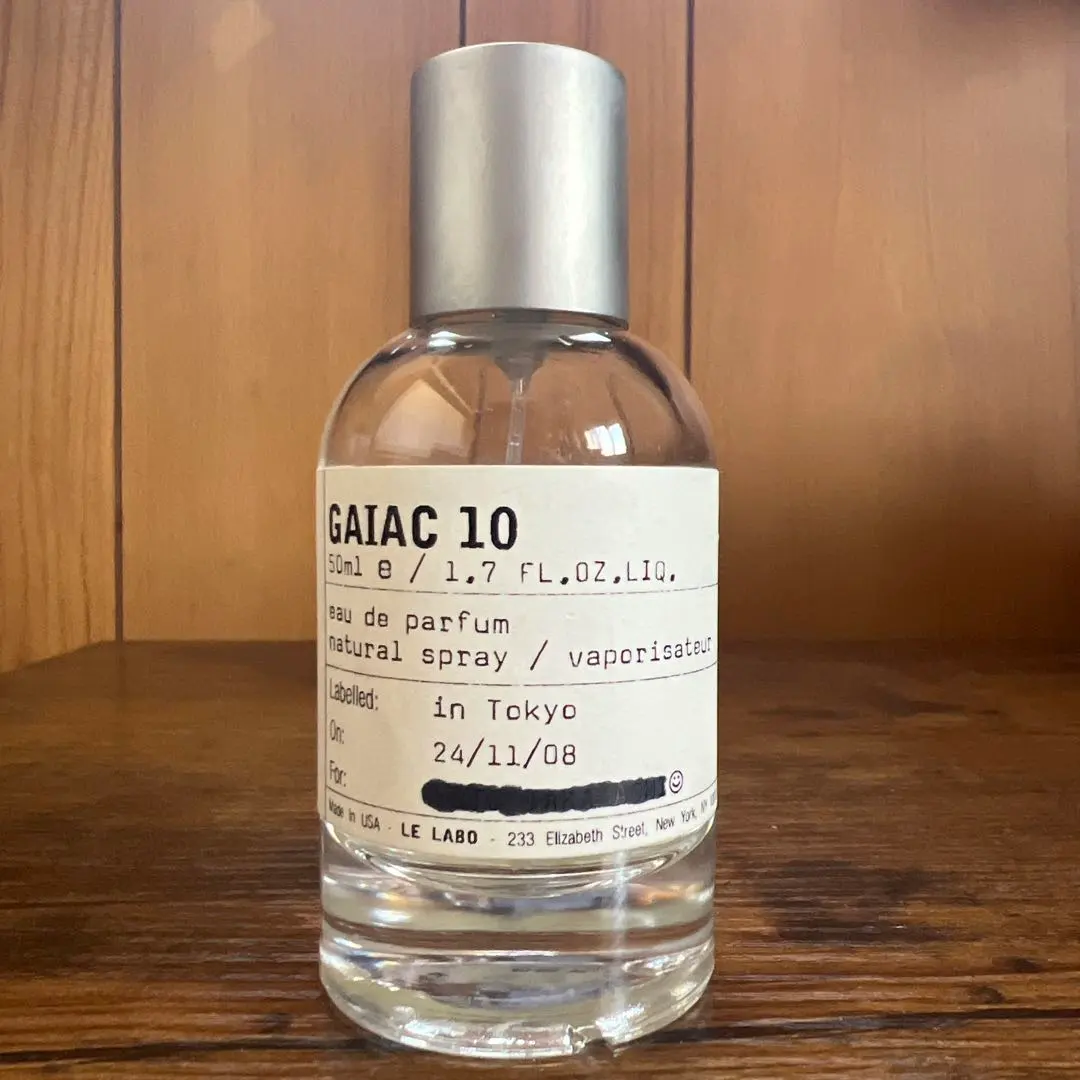 GAIAC 10
50ml e / 1.7 FL.OZ.LIQ.
eau de parfum
natural spray / vaporisateur
Labelled: in Tokyo
On: 24/11/08
For:
Made in USA - LE LABO - 233 Elizabeth Street, New York, NY